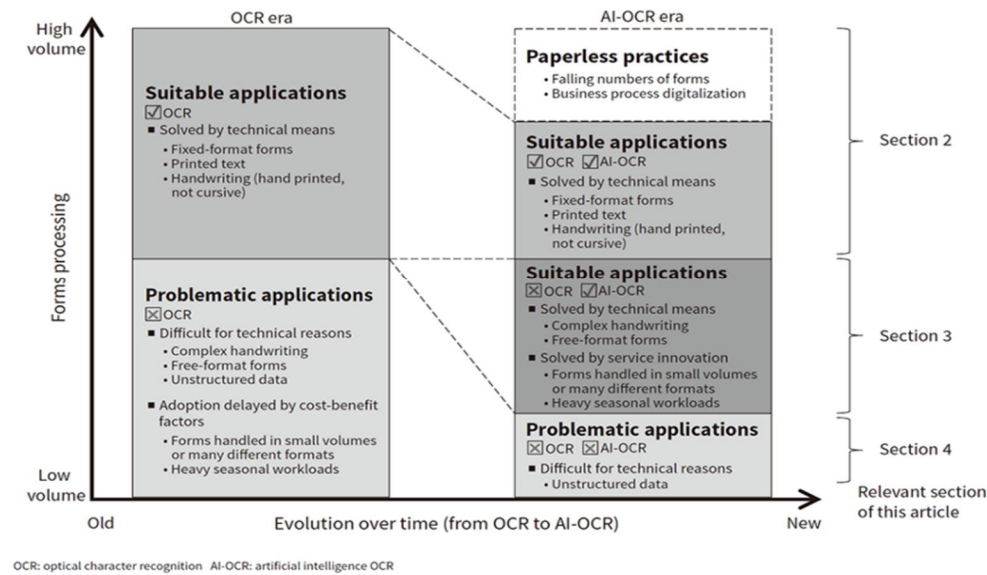 OCR era
AI-OCR era
High
volume
Forms processing
Low
volume
Suitable applications
☑OCR
■ Solved by technical means
• Fixed-format forms
• Printed text
• Handwriting (hand printed,
not cursive)
Problematic applications
☒OCR
■ Difficult for technical reasons
• Complex handwriting
• Free-format forms
• Unstructured data
■ Adoption delayed by cost-benefit
factors
• Forms handled in small volumes
or many different formats
• Heavy seasonal workloads
Paperless practices
• Falling numbers of forms
• Business process digitalization
Suitable applications
☑OCR ☑AI-OCR
■ Solved by technical means
• Fixed-format forms
• Printed text
• Handwriting (hand printed,
not cursive)
Suitable applications
☒OCR ☑AI-OCR
■ Solved by technical means
• Complex handwriting
• Free-format forms
■ Solved by service innovation
• Forms handled in small volumes
or many different formats
• Heavy seasonal workloads
Problematic applications
☒OCR ☒AI-OCR
■ Difficult for technical reasons
• Unstructured data
Section 2
Section 3
Section 4
Relevant section
of this article
Old
Evolution over time (from OCR to AI-OCR)
New
OCR: optical character recognition AI-OCR: artificial intelligence OCR